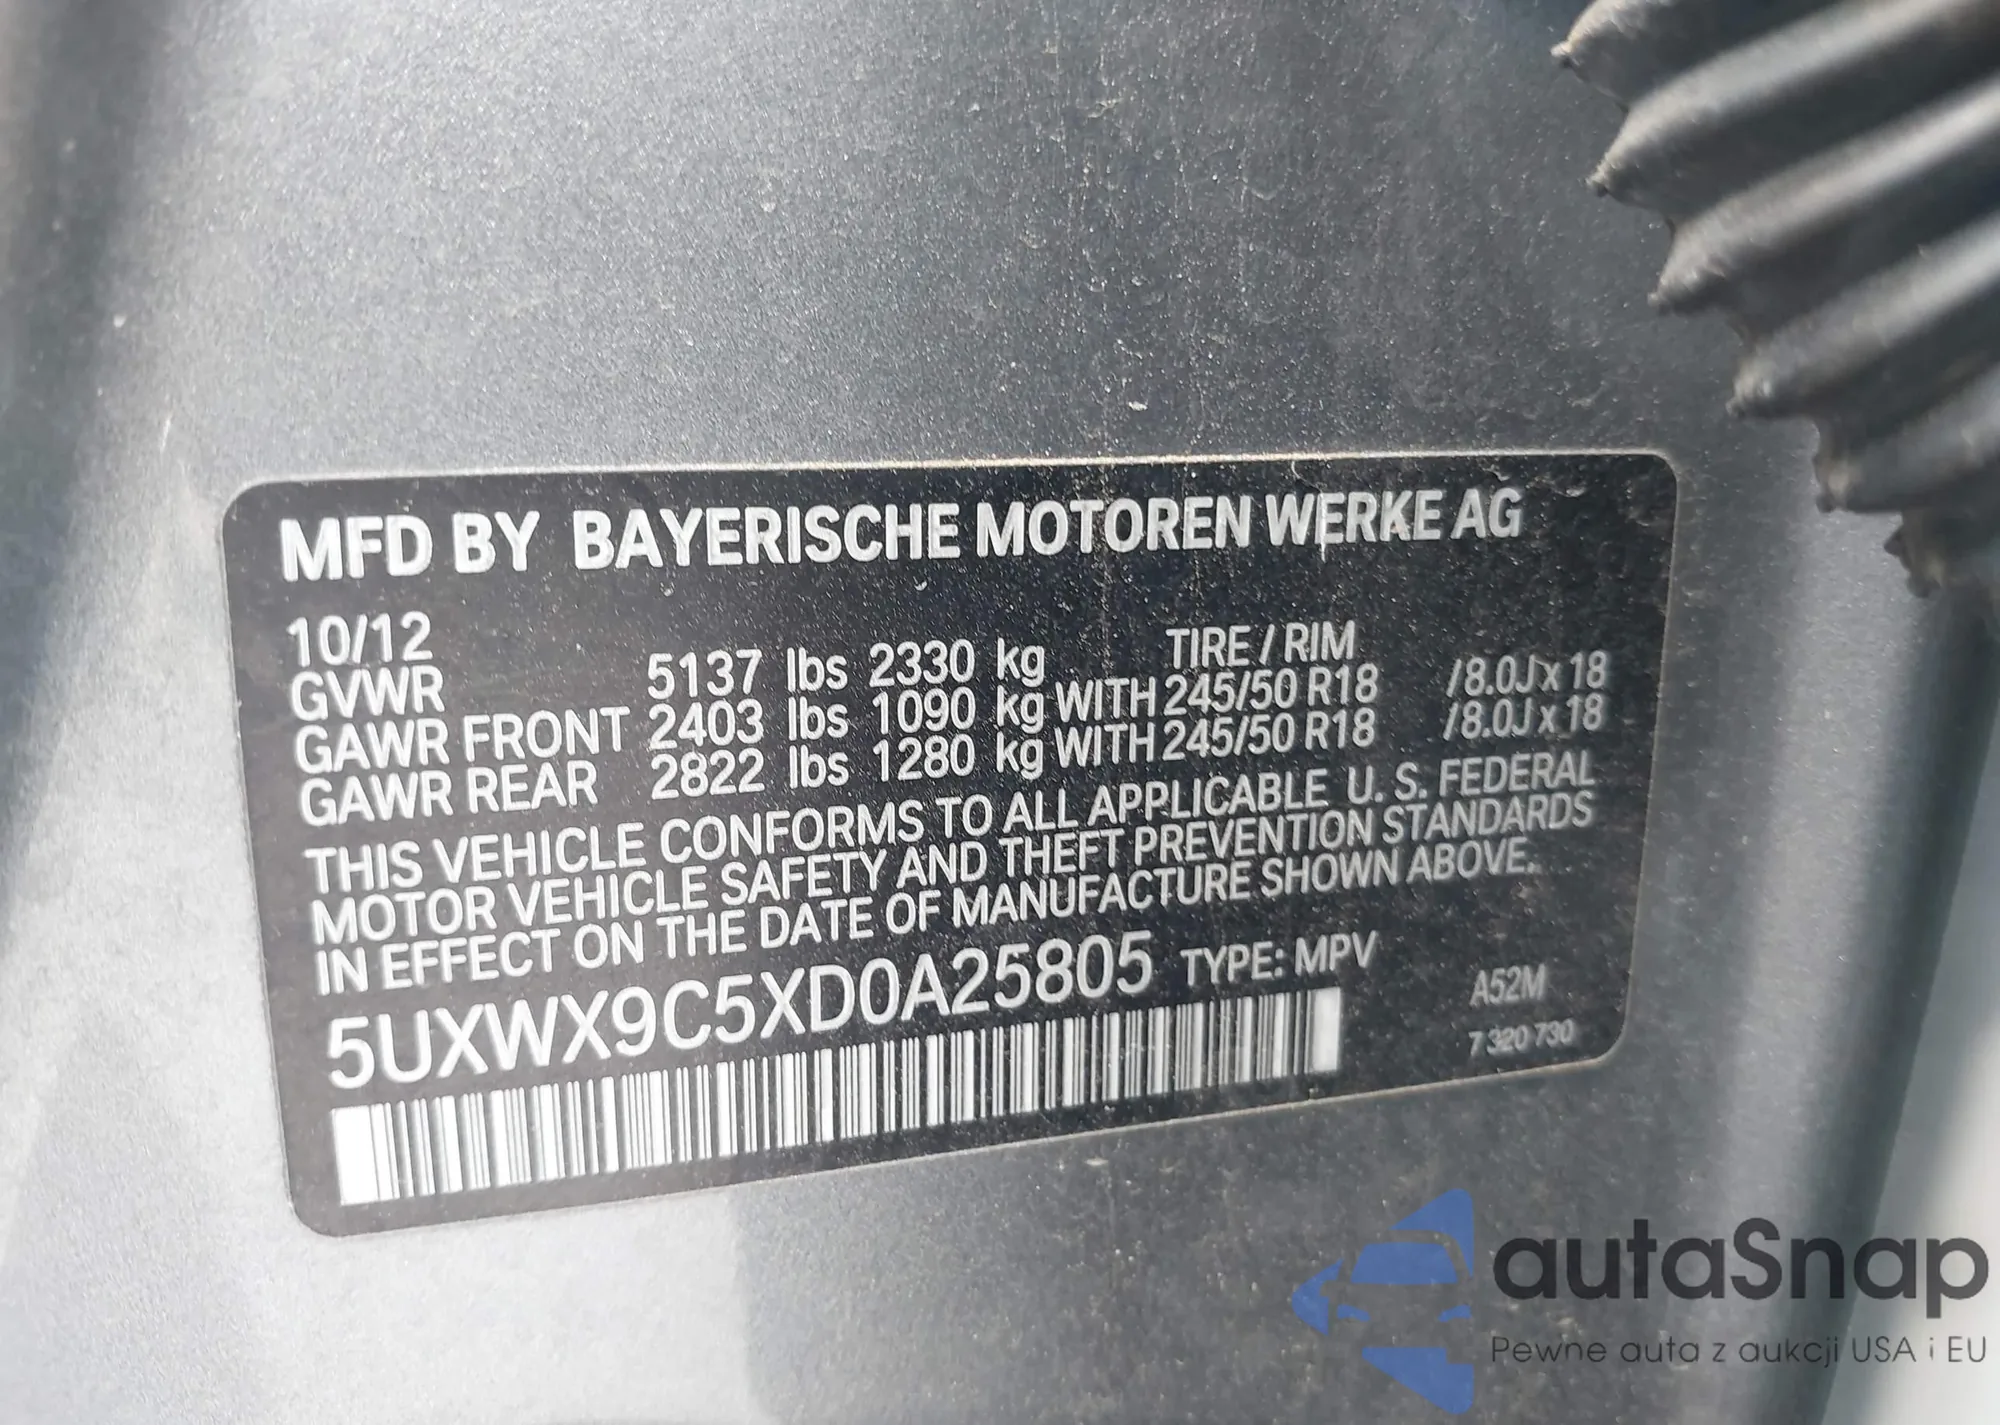 MFD BY BAYERISCHE MOTOREN WERKE AG
10/12 TIRE / RIM
GVWR 5137 lbs 2330 kg
GAWR FRONT 2403 lbs 1090 kg WITH 245/50 R18 /8.0J x 18
GAWR REAR 2822 lbs 1280 kg WITH 245/50 R18 /8.0J x 18
THIS VEHICLE CONFORMS TO ALL APPLICABLE U. S. FEDERAL
MOTOR VEHICLE SAFETY AND THEFT PREVENTION STANDARDS
IN EFFECT ON THE DATE OF MANUFACTURE SHOWN ABOVE.
5UXWX9C5XD0A25805 TYPE: MPV
A52M
7 320 730
autaSnap
Pewne auta z aukcji USA i EU